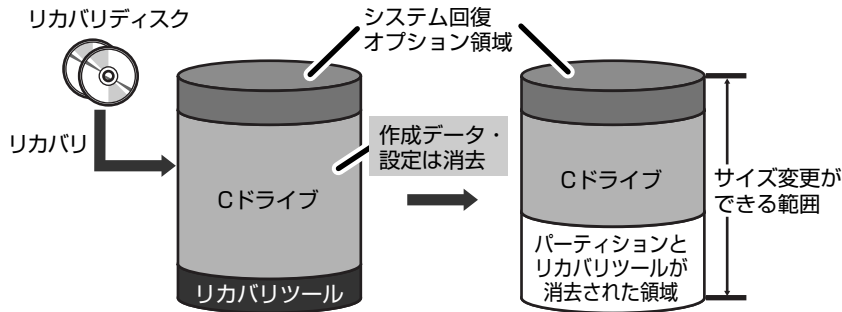 リカバリディスク
システム回復
オプション領域
リカバリ
作成データ・
設定は消去
Cドライブ
リカバリツール
Cドライブ
パーティションと
リカバリツールが
消去された領域
サイズ変更が
できる範囲